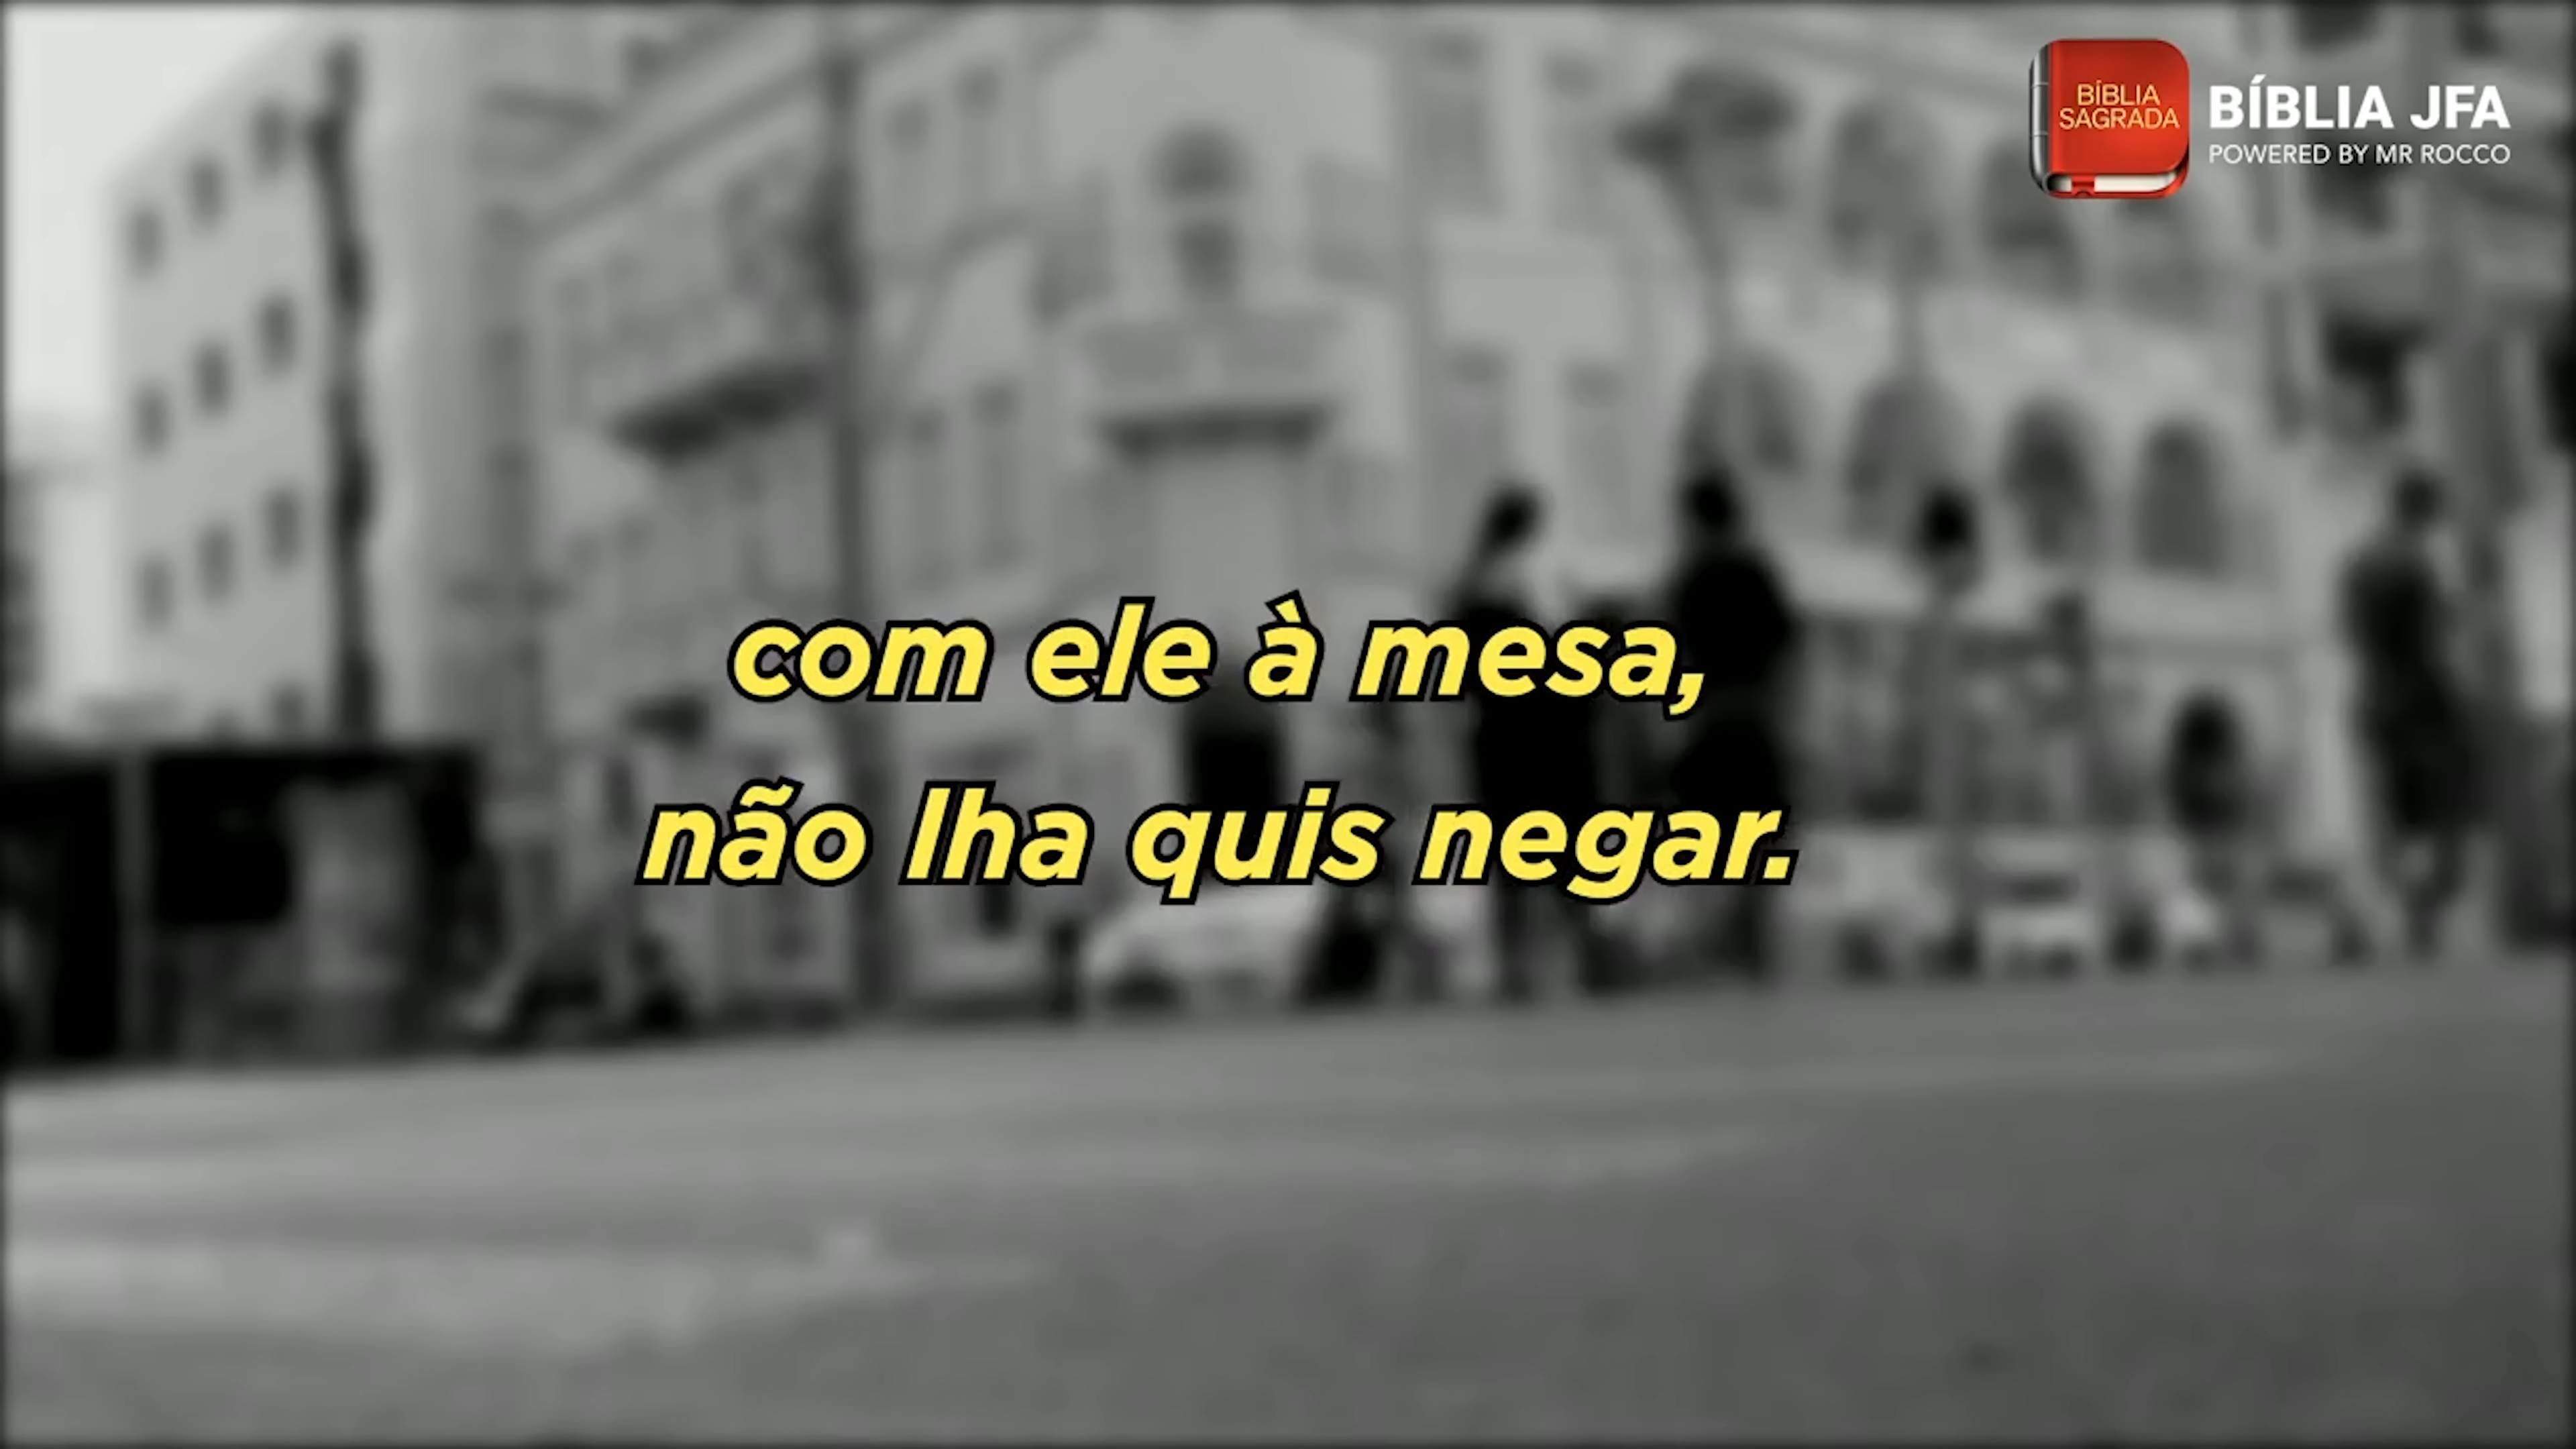 BÍBLIA
SAGRADA
BÍBLIA JFA
POWERED BY MR ROCCO
com ele à mesa,
não lha quis negar.